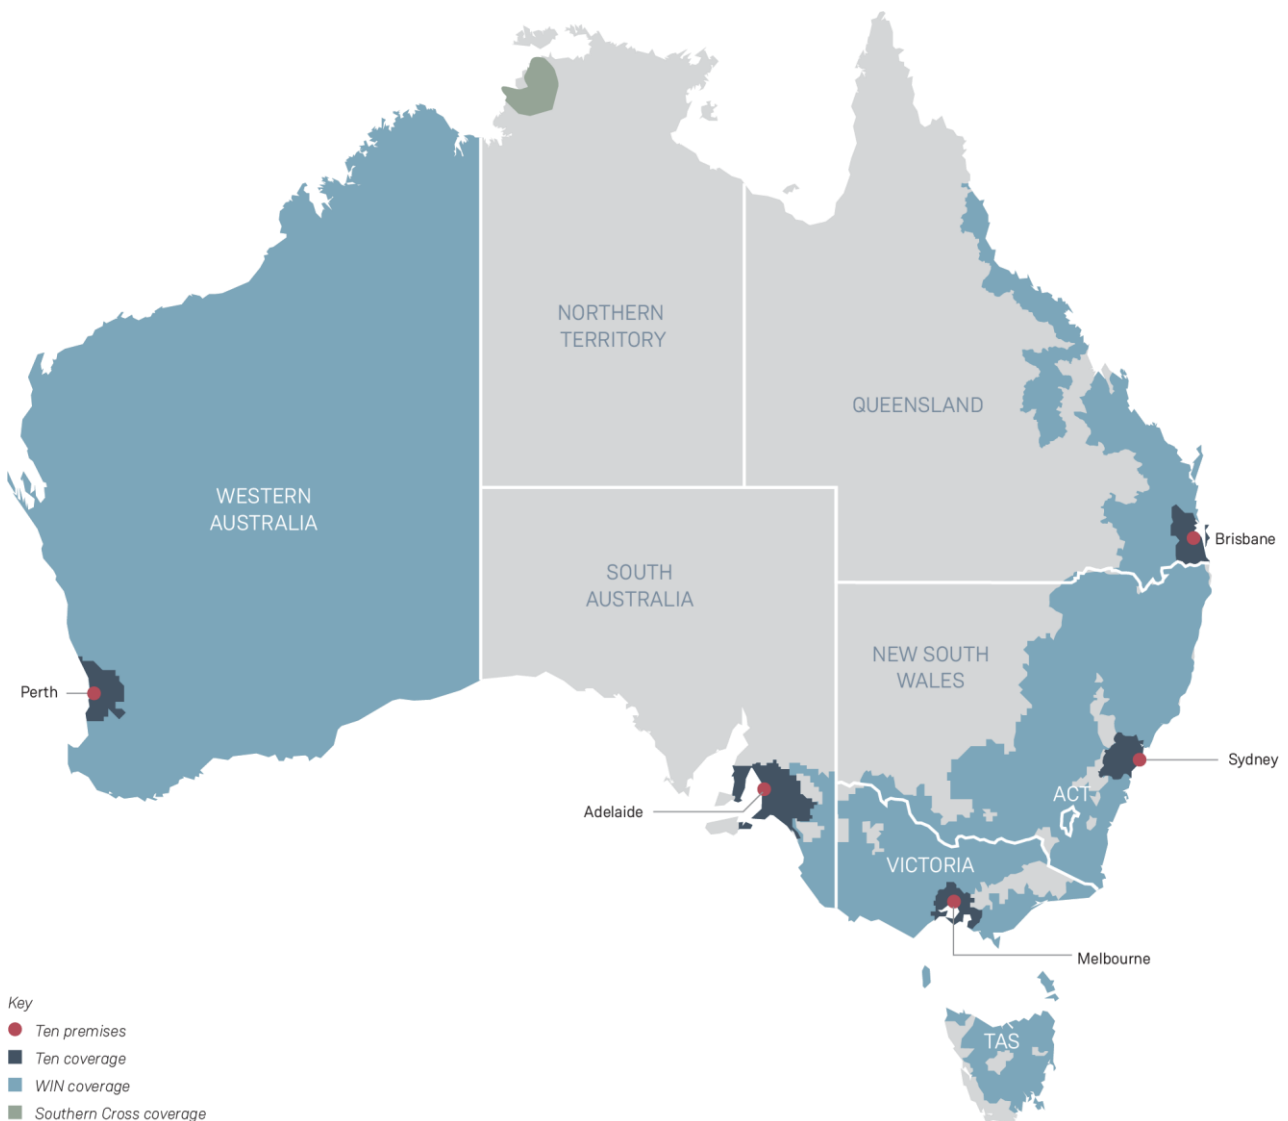 NORTHERN
TERRITORY
QUEENSLAND
WESTERN
AUSTRALIA
Brisbane
SOUTH
AUSTRALIA
NEW SOUTH
WALES
Perth
Sydney
ACT
Adelaide
VICTORIA
Melbourne
TAS
Key
Ten premises
Ten coverage
WIN coverage
Southern Cross coverage